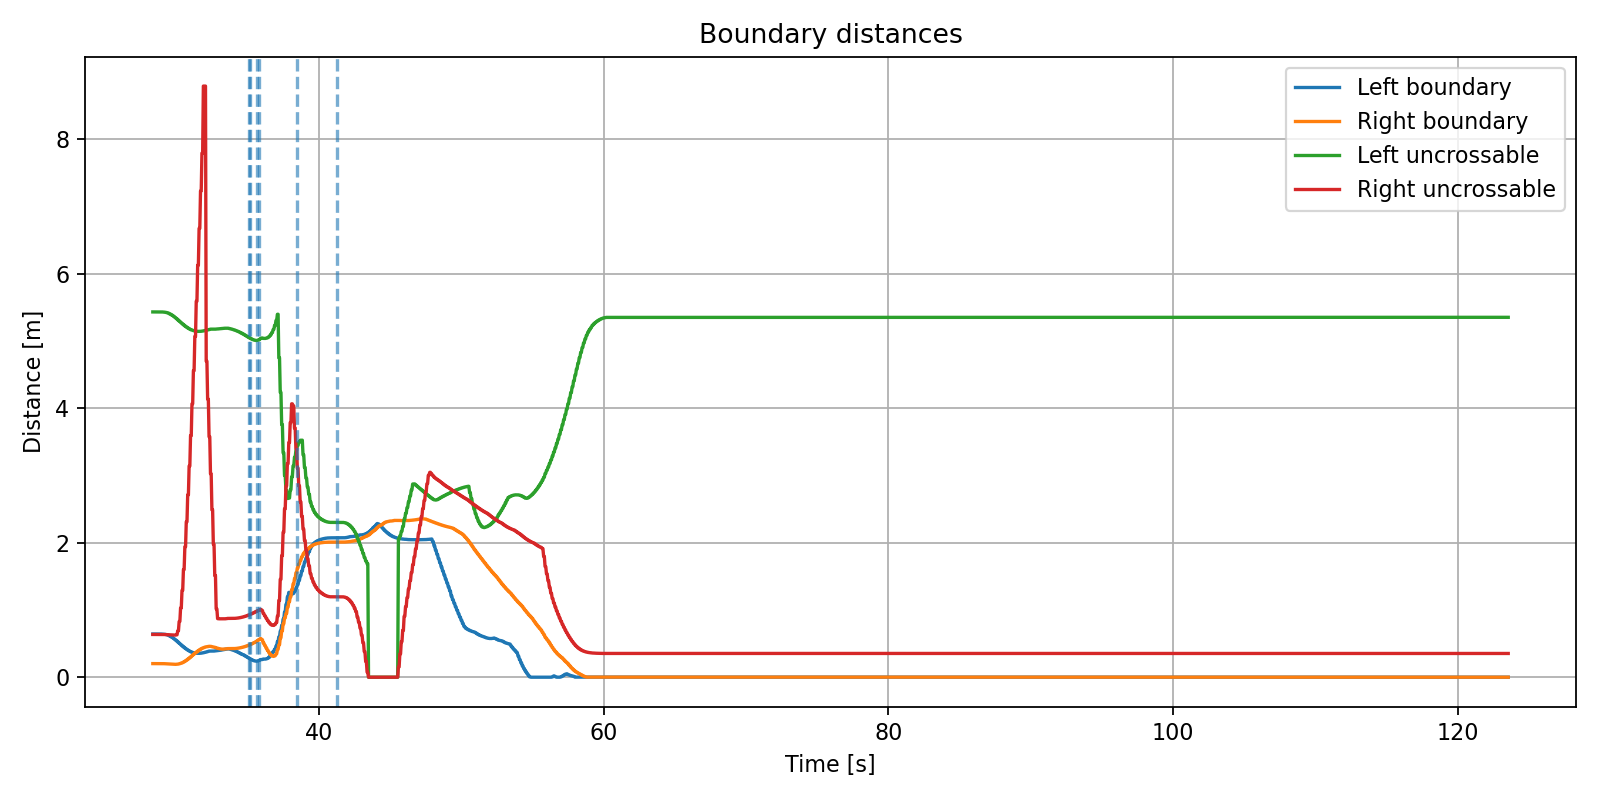 Boundary distances
Left boundary
Right boundary
Left uncrossable
Right uncrossable
Distance [m]
8
6
4
2
0
40
60
80
100
120
Time [s]